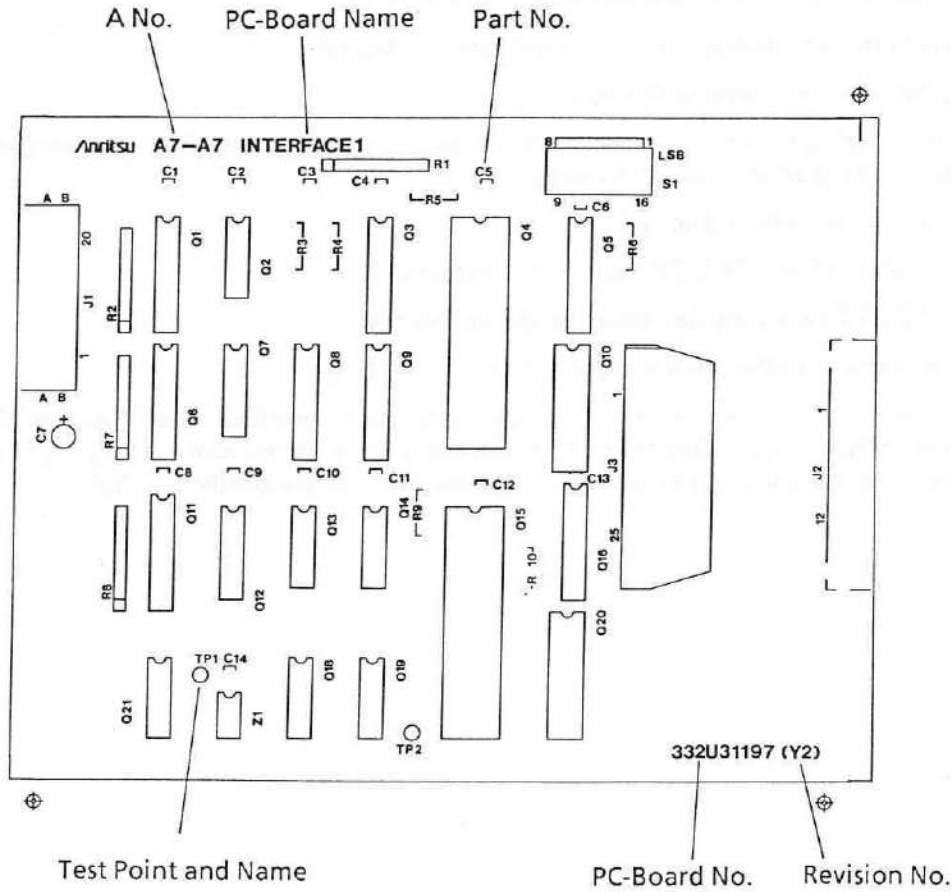 A No.
PC-Board Name
Part No.
Anritsu A7-A7 INTERFACE1
R1
8 1
LSB
S1
9 16
C1
C2
C3
C4
C5
C6
R5
A B
20
J1
1
A B
C7
+
R2
Q1
Q2
R3
R4
Q3
Q4
Q5
R6
R7
Q6
Q7
Q8
Q9
Q10
1
J3
25
1
J2
12
C8
C9
C10
C11
C12
C13
R8
Q11
Q12
Q13
Q14
R9
Q15
R 10
Q16
Q20
TP1
C14
Q21
Z1
Q18
Q19
TP2
332U31197 (Y2)
Test Point and Name
PC-Board No.
Revision No.